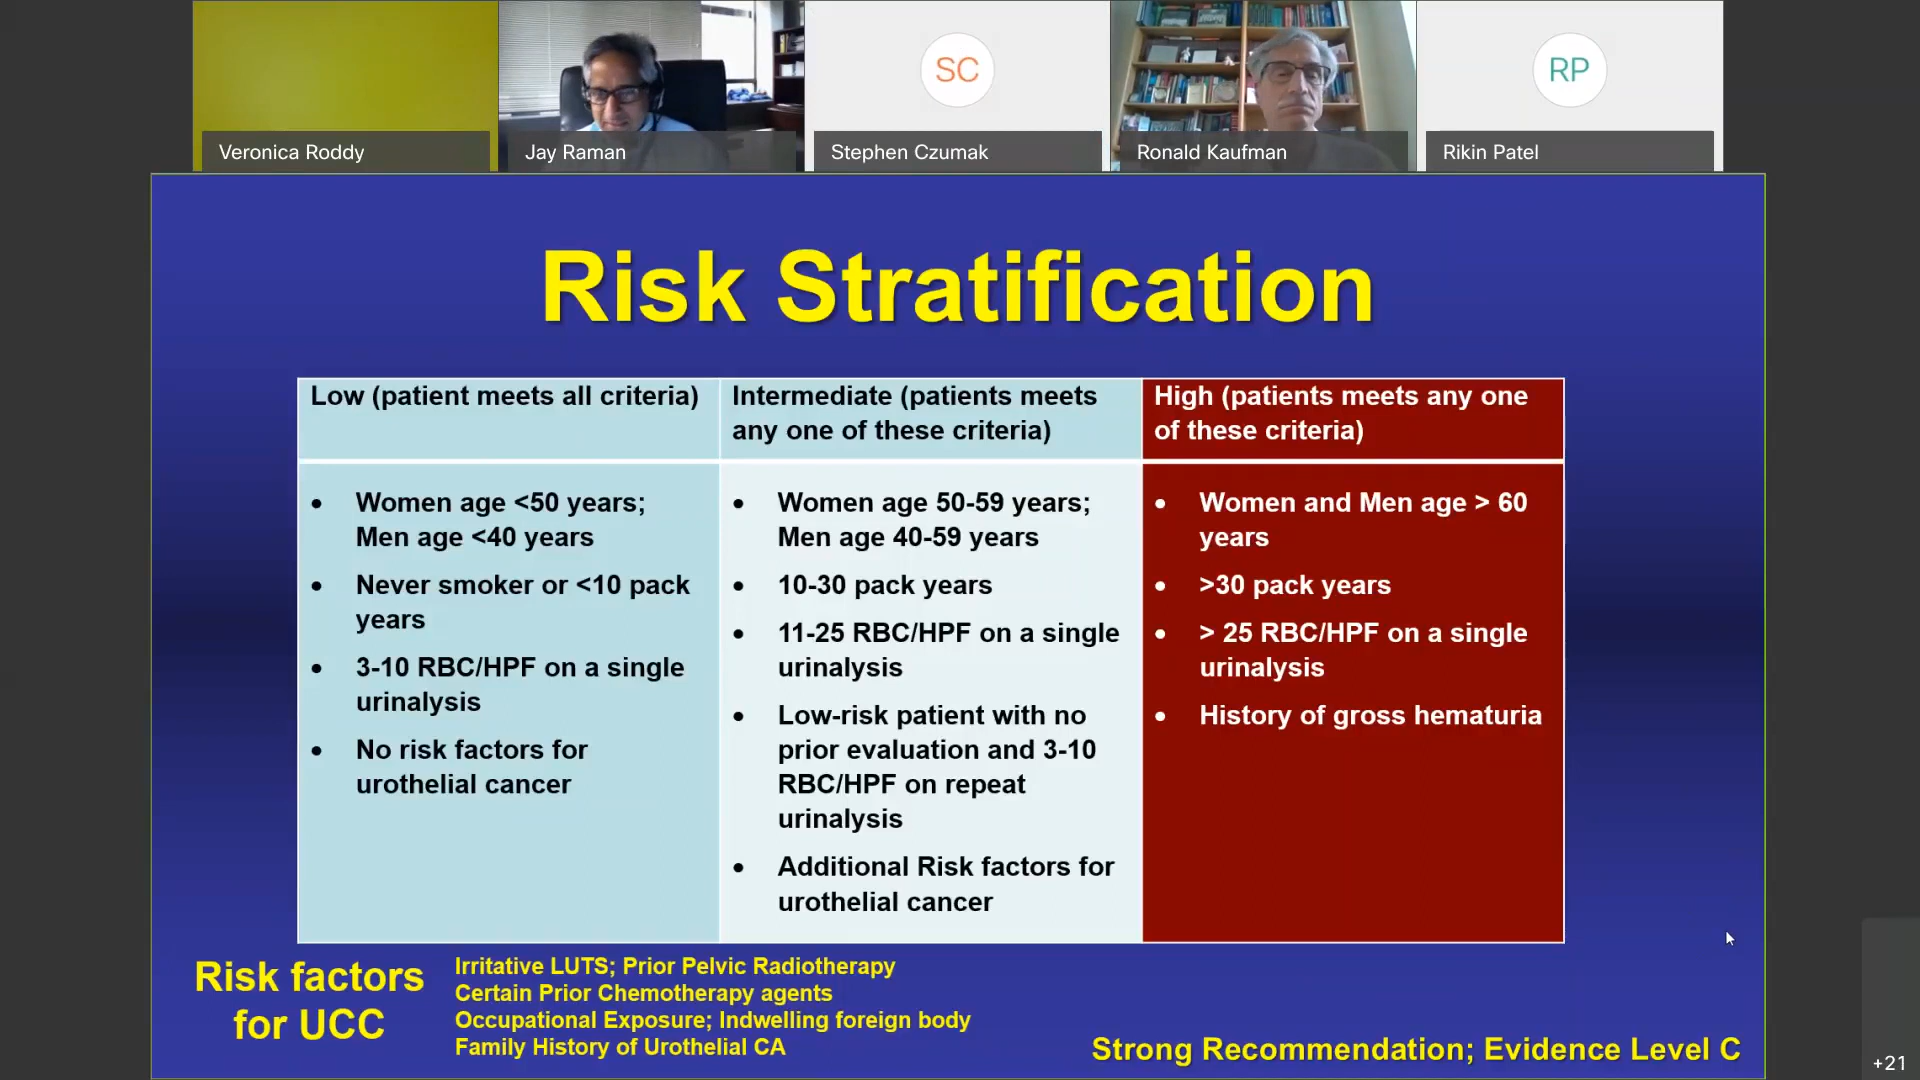 SC
RP
Veronica Roddy
Jay Raman
Stephen Czumak
Ronald Kaufman
Rikin Patel
Risk Stratification
Low (patient meets all criteria)
Intermediate (patients meets
any one of these criteria)
High (patients meets any one
of these criteria)
• Women age <50 years;
Men age <40 years
• Never smoker or <10 pack
years
• 3-10 RBC/HPF on a single
urinalysis
• No risk factors for
urothelial cancer
• Women age 50-59 years;
Men age 40-59 years
• 10-30 pack years
• 11-25 RBC/HPF on a single
urinalysis
• Low-risk patient with no
prior evaluation and 3-10
RBC/HPF on repeat
urinalysis
• Additional Risk factors for
urothelial cancer
• Women and Men age > 60
years
• >30 pack years
• > 25 RBC/HPF on a single
urinalysis
• History of gross hematuria
Risk factors
for UCC
Irritative LUTS; Prior Pelvic Radiotherapy
Certain Prior Chemotherapy agents
Occupational Exposure; Indwelling foreign body
Family History of Urothelial CA
Strong Recommendation; Evidence Level C
+21